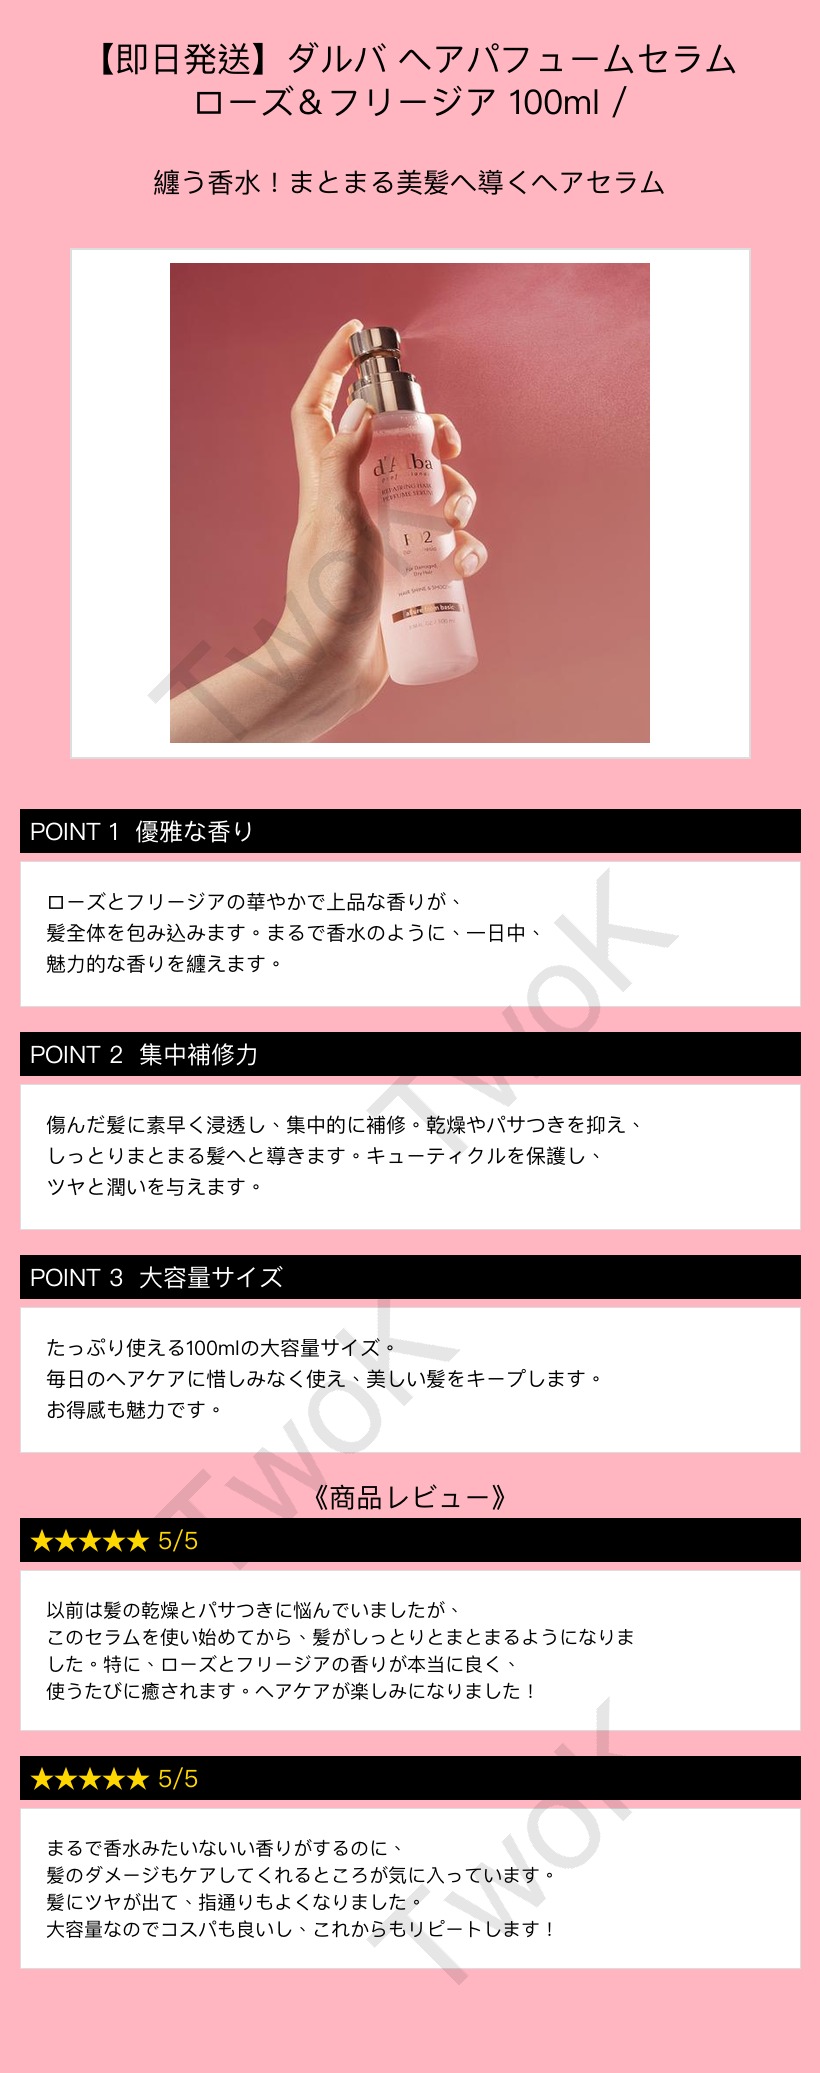 【即日発送】ダルバ ヘアパフュームセラム
ローズ＆フリージア 100ml /
纏う香水！まとまる美髪へ導くヘアセラム
d'Alba
REPAIRING HAIR
PERFUME SERUM
For Damaged,
Dry Hair
HAIR SHINE & SMOOTH
TwoK
POINT 1 優雅な香り
ローズとフリージアの華やかで上品な香りが、
髪全体を包み込みます。まるで香水のように、一日中、
魅力的な香りを纏えます。
TwoK
POINT 2 集中補修力
傷んだ髪に素早く浸透し、集中的に補修。乾燥やパサつきを抑え、
しっとりまとまる髪へと導きます。キューティクルを保護し、
ツヤと潤いを与えます。
POINT 3 大容量サイズ
たっぷり使える100mlの大容量サイズ。
毎日のヘアケアに惜しみなく使え、美しい髪をキープします。
お得感も魅力です。
TwoK
《商品レビュー》
★★★★★ 5/5
以前は髪の乾燥とパサつきに悩んでいましたが、
このセラムを使い始めてから、髪がしっとりとまとまるようになりま
した。特に、ローズとフリージアの香りが本当に良く、
使うたびに癒されます。ヘアケアが楽しみになりました！
★★★★★ 5/5
まるで香水みたいないい香りがするのに、
髪のダメージもケアしてくれるところが気に入っています。
髪にツヤが出て、指通りもよくなりました。
大容量なのでコスパも良いし、これからもリピートします！
TwoK